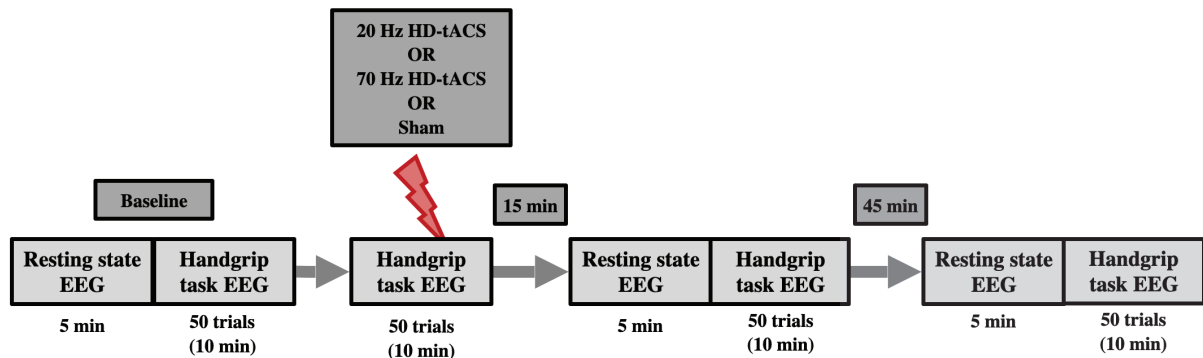 20 Hz HD-tACS
OR
70 Hz HD-tACS
OR
Sham
Baseline
15 min
45 min
Resting state
EEG
Handgrip
task EEG
Handgrip
task EEG
Resting state
EEG
Handgrip
task EEG
Resting state
EEG
Handgrip
task EEG
5 min
50 trials
(10 min)
50 trials
(10 min)
5 min
50 trials
(10 min)
5 min
50 trials
(10 min)